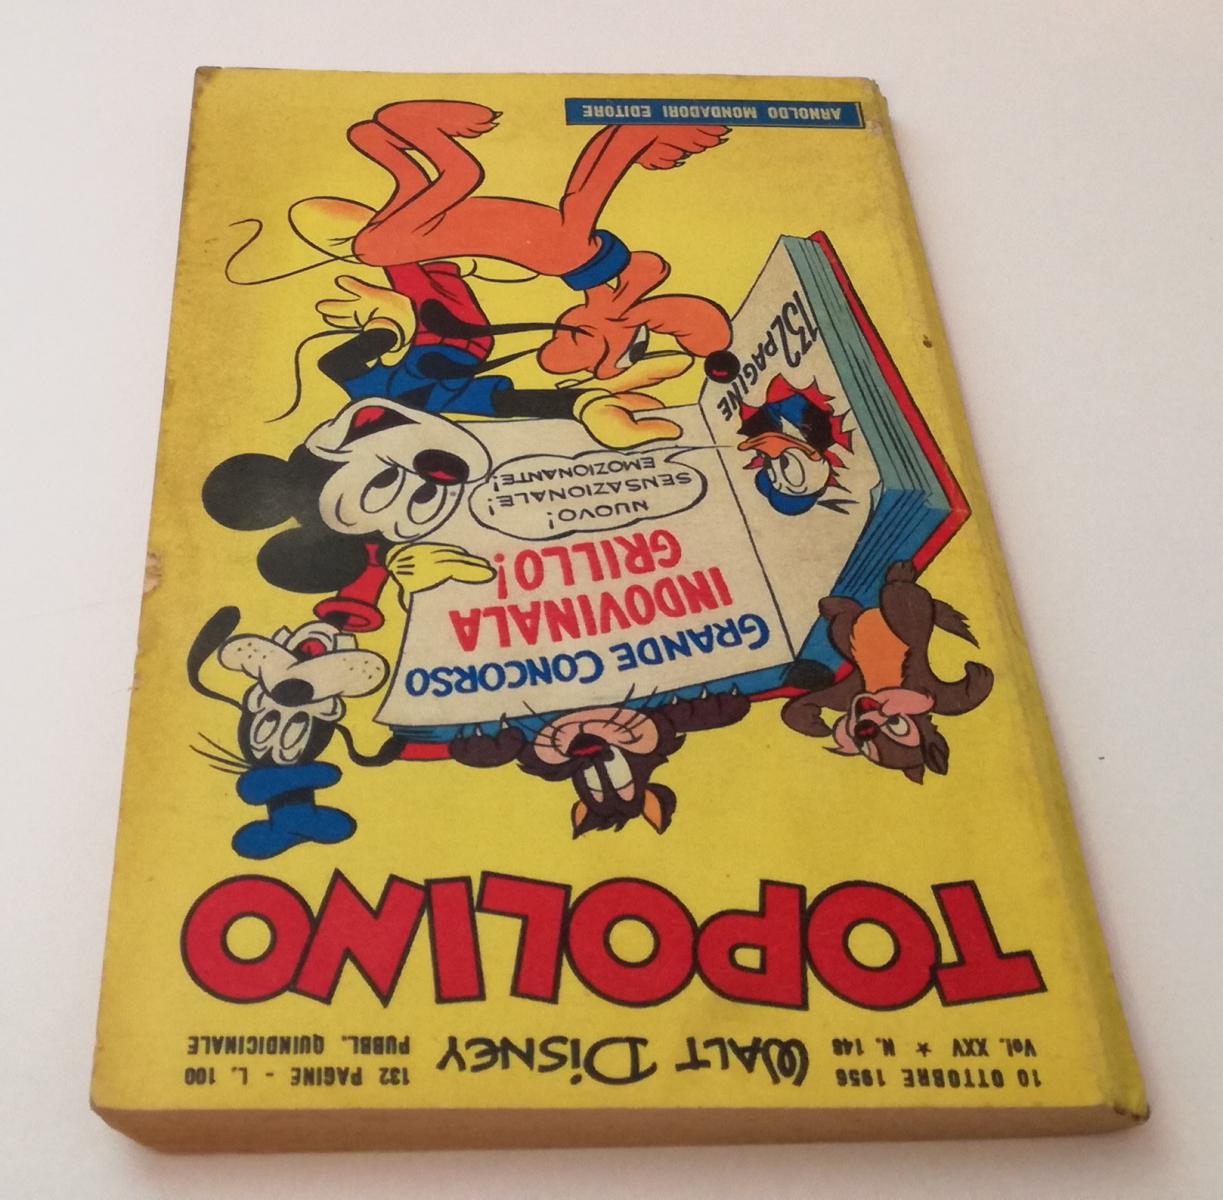 10 OTTOBRE 1956
Vol. XXV ★ N. 148
WALT DISNEY
132 PAGINE - L. 100
PUBBL. QUINDICINALE
TOPOLINO
GRANDE CONCORSO
INDOVINALA
GRILLO!
NUOVO!
SENSAZIONALE!
EMOZIONANTE!
132 PAGINE
ARNOLDO MONDADORI EDITORE